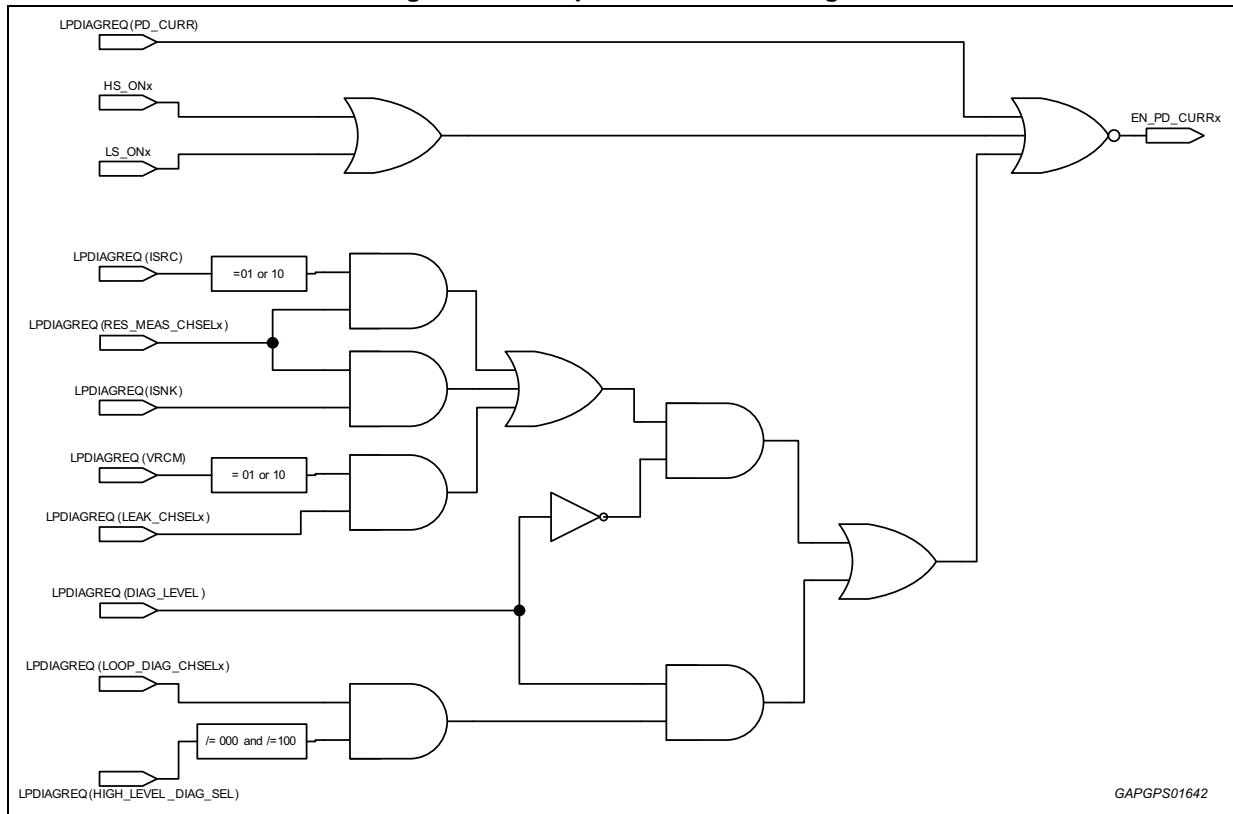 LPDIAGREQ(PD_CURR)
HS_ONx
EN_PD_CURRx
LS_ONx
LPDIAGREQ (ISRC)
=01 or 10
LPDIAGREQ (RES_MEAS_CHSELx)
LPDIAGREQ(ISNK)
LPDIAGREQ (VRCM)
= 01 or 10
LPDIAGREQ (LEAK_CHSELx)
LPDIAGREQ (DIAG_LEVEL )
LPDIAGREQ (LOOP_DIAG_CHSELx)
/= 000 and /=100
LPDIAGREQ(HIGH_LEVEL_DIAG_SEL)
GAPGPS01642